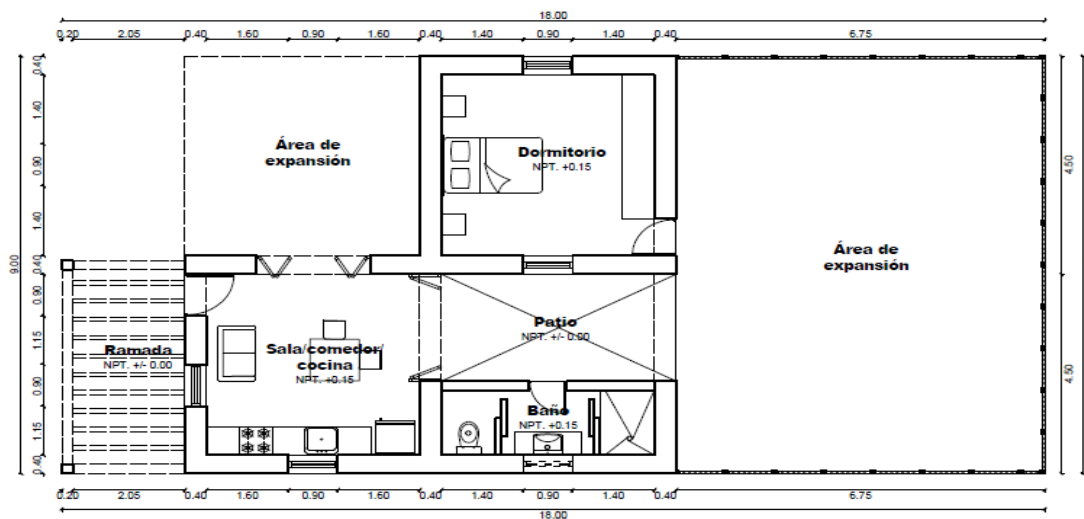 18.00
0.20 2.05 0.40 1.60 0.90 1.60 0.40 1.40 0.90 1.40 0.40 6.75
9.00
0.40
1.40
0.90
1.40
0.40
0.90
1.15
0.90
1.15
0.40
Área de
expansión
Dormitorio
NPT. +0.15
Área de
expansión
Ramada
NPT. +/- 0.00
Sala/comedor/
cocina
NPT. +0.15
Patio
NPT. +/- 0.00
Baño
NPT. +0.15
4.50
4.50
9.00
0.20 2.05 0.40 1.60 0.90 1.60 0.40 1.40 0.90 1.40 0.40 6.75
18.00